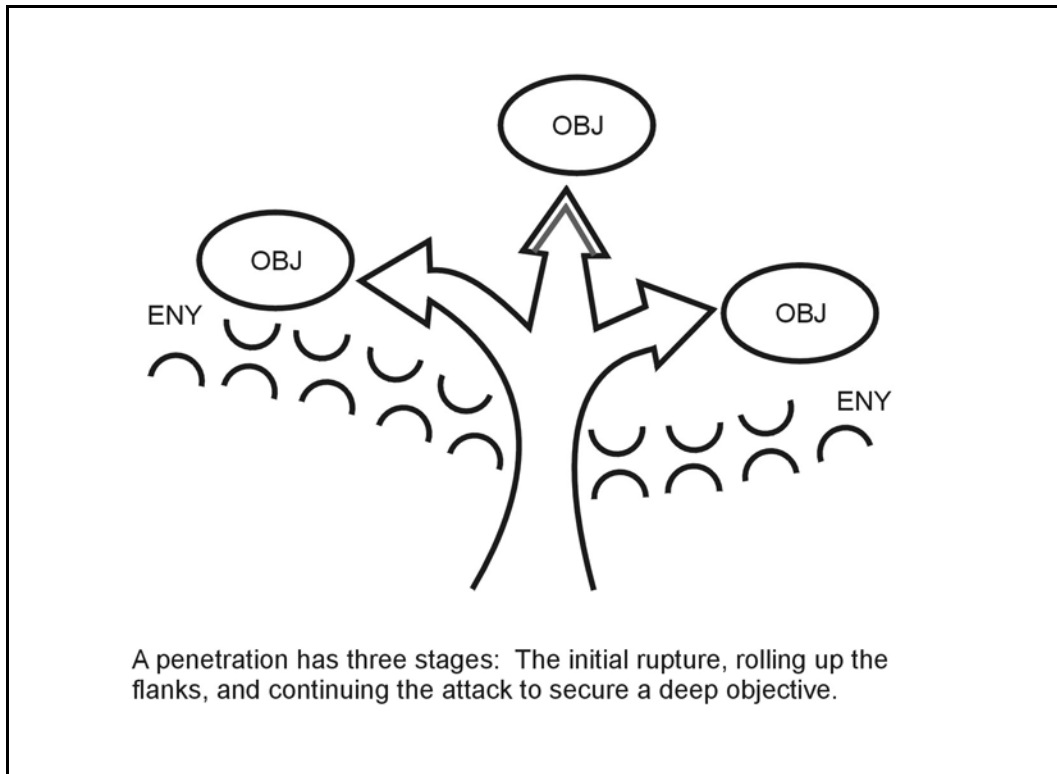 OBJ
OBJ
OBJ
ENY
ENY
A penetration has three stages:  The initial rupture, rolling up the
flanks, and continuing the attack to secure a deep objective.